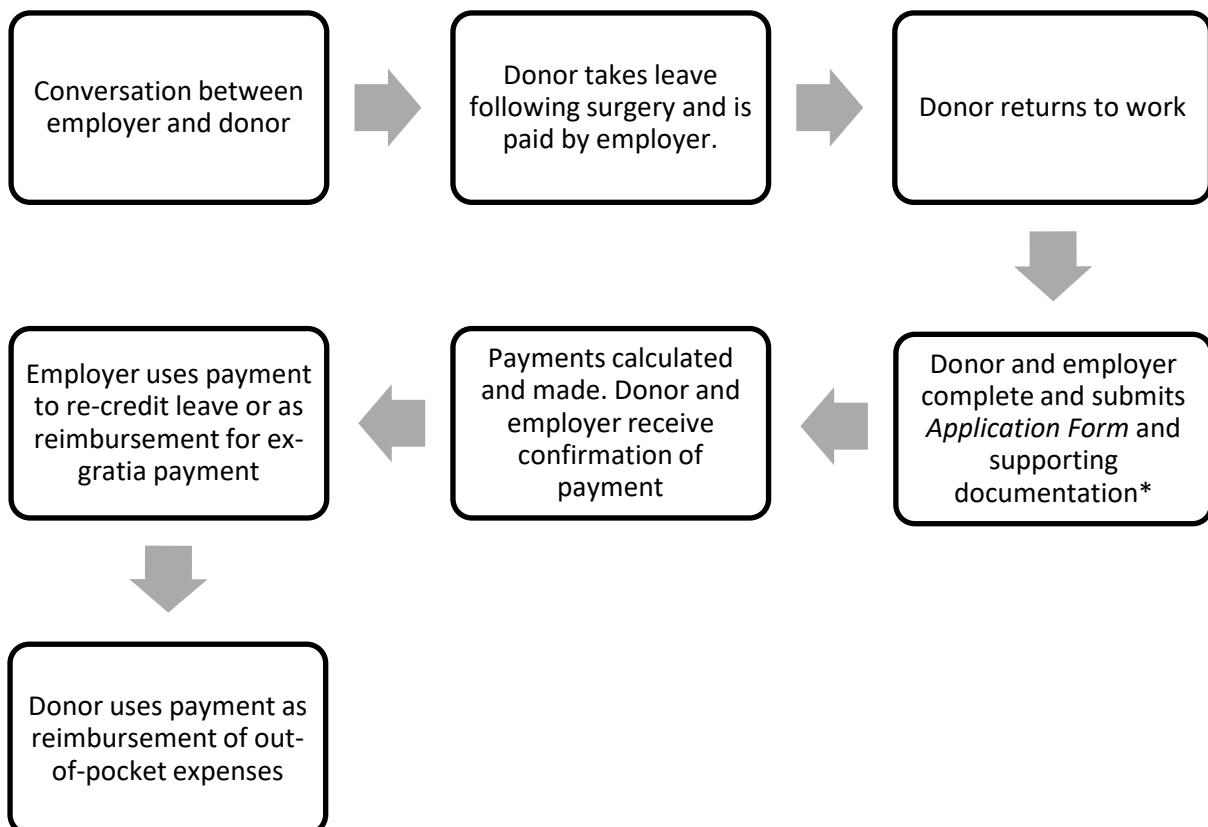 Conversation between
employer and donor
Donor takes leave
following surgery and is
paid by employer.
Donor returns to work
Donor and employer
complete and submits
Application Form and
supporting
documentation*
Payments calculated
and made. Donor and
employer receive
confirmation of
payment
Employer uses payment
to re-credit leave or as
reimbursement for ex-
gratia payment
Donor uses payment as
reimbursement of out-
of-pocket expenses